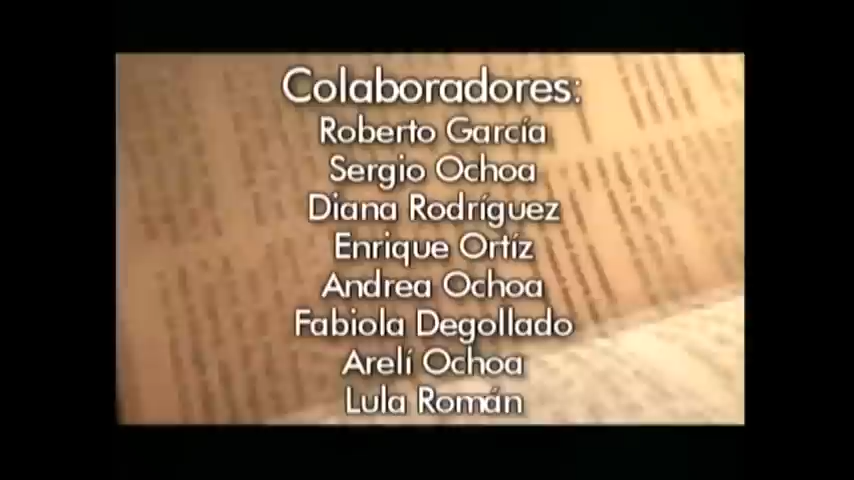 Colaboradores:
Roberto García
Sergio Ochoa
Diana Rodríguez
Enrique Ortíz
Andrea Ochoa
Fabiola Degollado
Arelí Ochoa
Lula Román